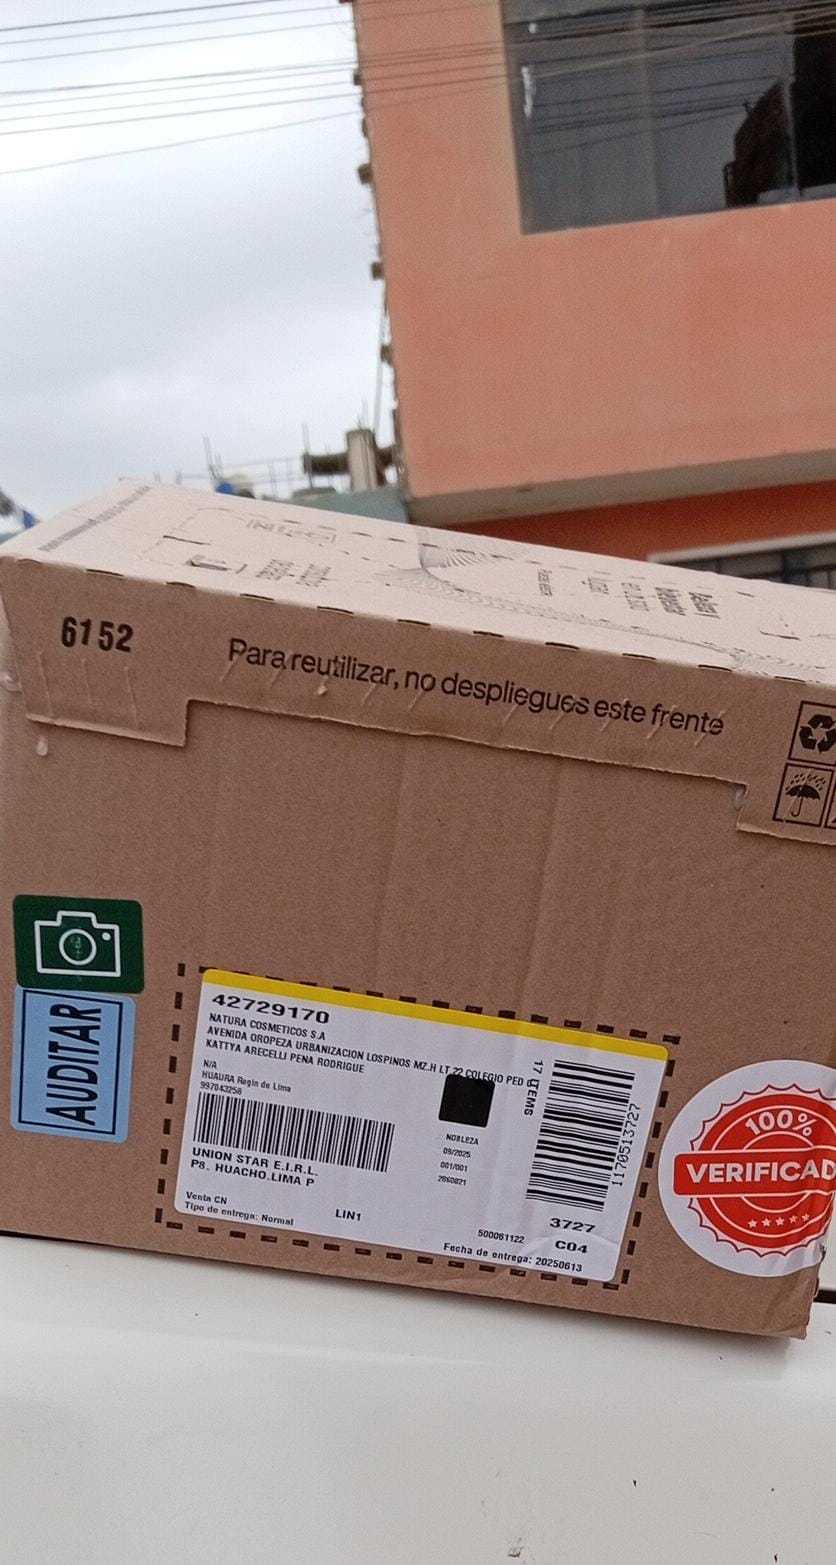 6152
Para reutilizar, no despliegues este frente
AUDITAR
42729170
NATURA COSMETICOS S.A
AVENIDA OROPEZA URBANIZACION LOSPINOS MZ.H LT 22 COLEGIO PED
KATTYA ARECELLI PENA RODRIGUE
N/A
HUAURA Regin de Lima
997043258
UNION STAR E.I.R.L.
P8. HUACHO.LIMA P
Venta CN
Tipo de entrega: Normal
LIN1
NOBLEZA
09/2025
001/001
2860821
17 ITEMS
1170513727
3727
500061122
C04
Fecha de entrega: 20250613
100%
VERIFICAD